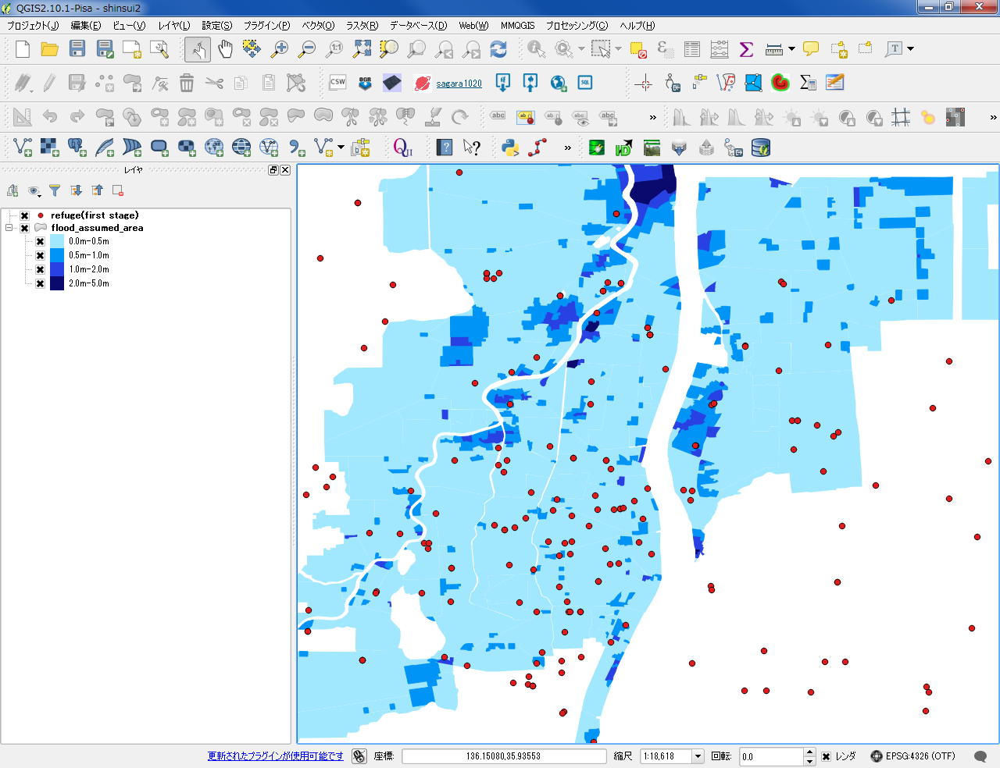 QGIS2.10.1-Pisa - shinsui2
プロジェクト(J) 編集(E) ビュー(V) レイヤ(L) 設定(S) プラグイン(P) ベクタ(O) ラスタ(R) データベース(D) Web(W) MMQGIS プロセッシング(C) ヘルプ(H)
1:1 Σ T
CSW OGR sagara1020 SQL Σ
abc ab abc abc abc » »
QU ? ? »
レイヤ
refuge(first stage)
flood_assumed_area
0.0m-0.5m
0.5m-1.0m
1.0m-2.0m
2.0m-5.0m
更新されたプラグインが使用可能です 座標: 136.15080,35.93553 縮尺 1:18,618 回転: 0.0 レンダ EPSG:4326 (OTF)